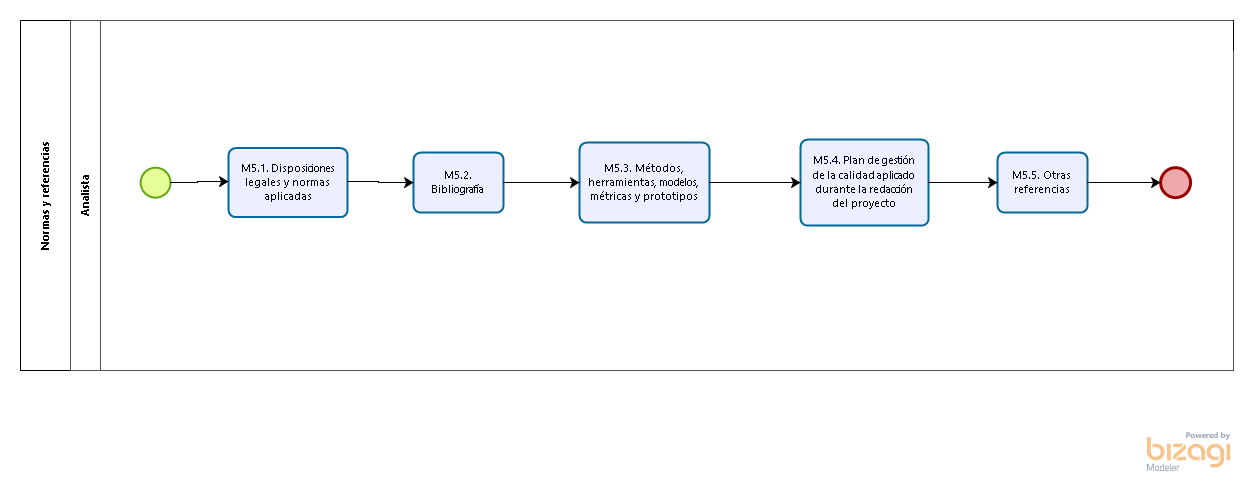 Normas y referencias
Analista
M5.1. Disposiciones
legales y normas
aplicadas
M5.2.
Bibliografía
M5.3. Métodos,
herramientas, modelos,
métricas y prototipos
M5.4. Plan de gestión
de la calidad aplicado
durante la redacción
del proyecto
M5.5. Otras
referencias
Powered by
bizagi
Modeler